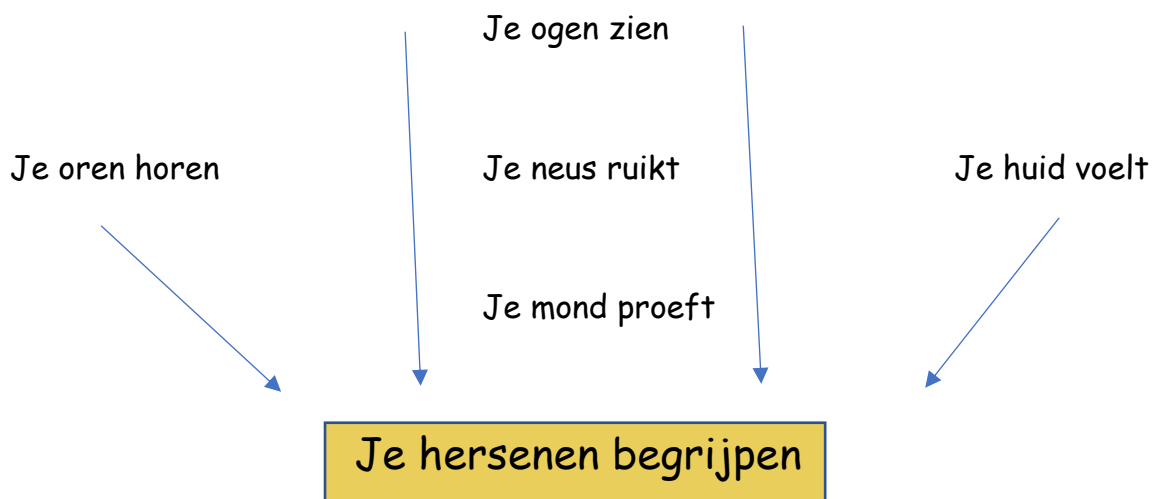 Je ogen zien
Je oren horen
Je neus ruikt
Je huid voelt
Je mond proeft
Je hersenen begrijpen